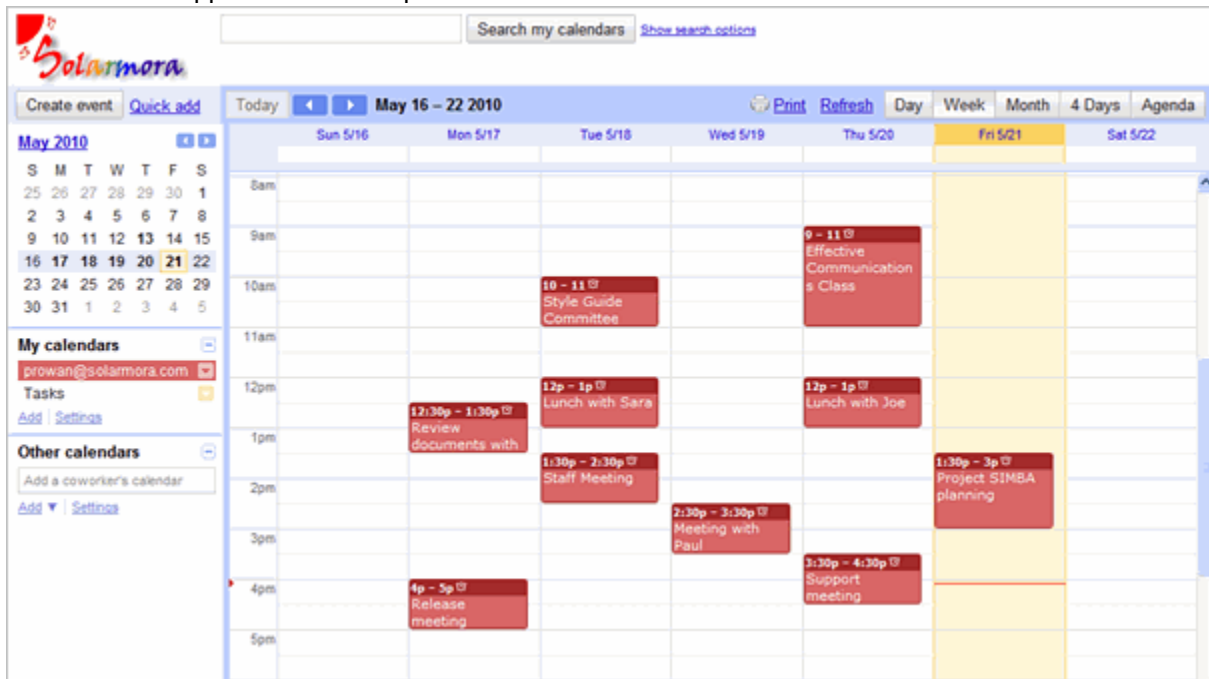 Solarmora
Search my calendars Show search options
Create event Quick add
Today May 16 – 22 2010 Print Refresh Day Week Month 4 Days Agenda
May 2010
S M T W T F S
25 26 27 28 29 30 1
2 3 4 5 6 7 8
9 10 11 12 13 14 15
16 17 18 19 20 21 22
23 24 25 26 27 28 29
30 31 1 2 3 4 5
My calendars
prowan@solarmora.com
Tasks
Add Settings
Other calendars
Add a coworker's calendar
Add ▼ Settings
Sun 5/16 Mon 5/17 Tue 5/18 Wed 5/19 Thu 5/20 Fri 5/21 Sat 5/22
8am
9am
10am
11am
12pm
1pm
2pm
3pm
4pm
5pm
12:30p – 1:30p
Review
documents with
4p – 5p
Release
meeting
10 – 11
Style Guide
Committee
12p – 1p
Lunch with Sara
1:30p – 2:30p
Staff Meeting
2:30p – 3:30p
Meeting with
Paul
9 – 11
Effective
Communication
s Class
12p – 1p
Lunch with Joe
3:30p – 4:30p
Support
meeting
1:30p – 3p
Project SIMBA
planning